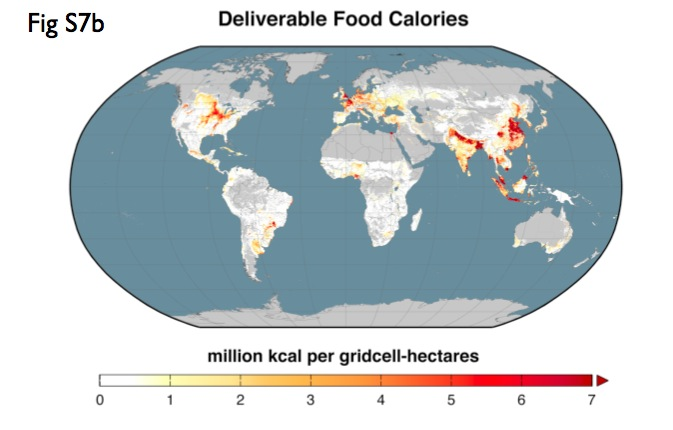 Fig S7b
Deliverable Food Calories
million kcal per gridcell-hectares
0 1 2 3 4 5 6 7